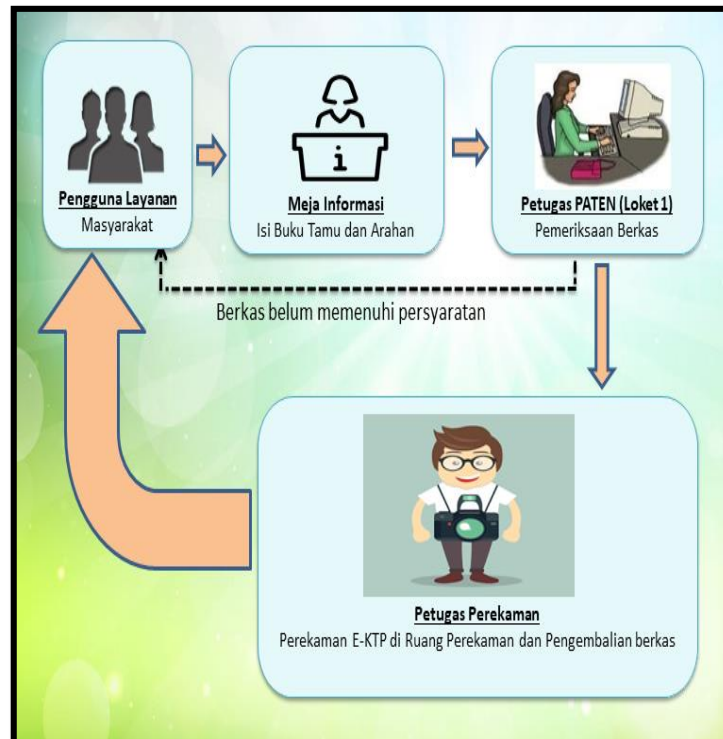 Pengguna Layanan
Masyarakat
i
Meja Informasi
Isi Buku Tamu dan Arahan
Petugas PATEN (Loket 1)
Pemeriksaan Berkas
Berkas belum memenuhi persyaratan
Petugas Perekaman
Perekaman E-KTP di Ruang Perekaman dan Pengembalian berkas